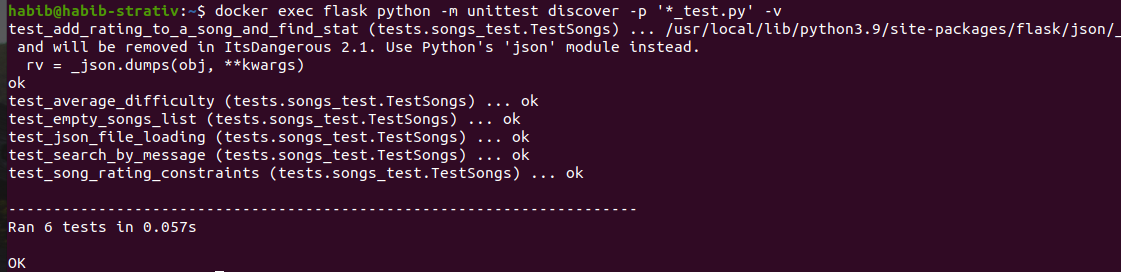 habib@habib-strativ:~$ docker exec flask python -m unittest discover -p '*_test.py' -v
test_add_rating_to_a_song_and_find_stat (tests.songs_test.TestSongs) ... /usr/local/lib/python3.9/site-packages/flask/json/_
 and will be removed in ItsDangerous 2.1. Use Python's 'json' module instead.
  rv = _json.dumps(obj, **kwargs)
ok
test_average_difficulty (tests.songs_test.TestSongs) ... ok
test_empty_songs_list (tests.songs_test.TestSongs) ... ok
test_json_file_loading (tests.songs_test.TestSongs) ... ok
test_search_by_message (tests.songs_test.TestSongs) ... ok
test_song_rating_constraints (tests.songs_test.TestSongs) ... ok

----------------------------------------------------------------------
Ran 6 tests in 0.057s

OK